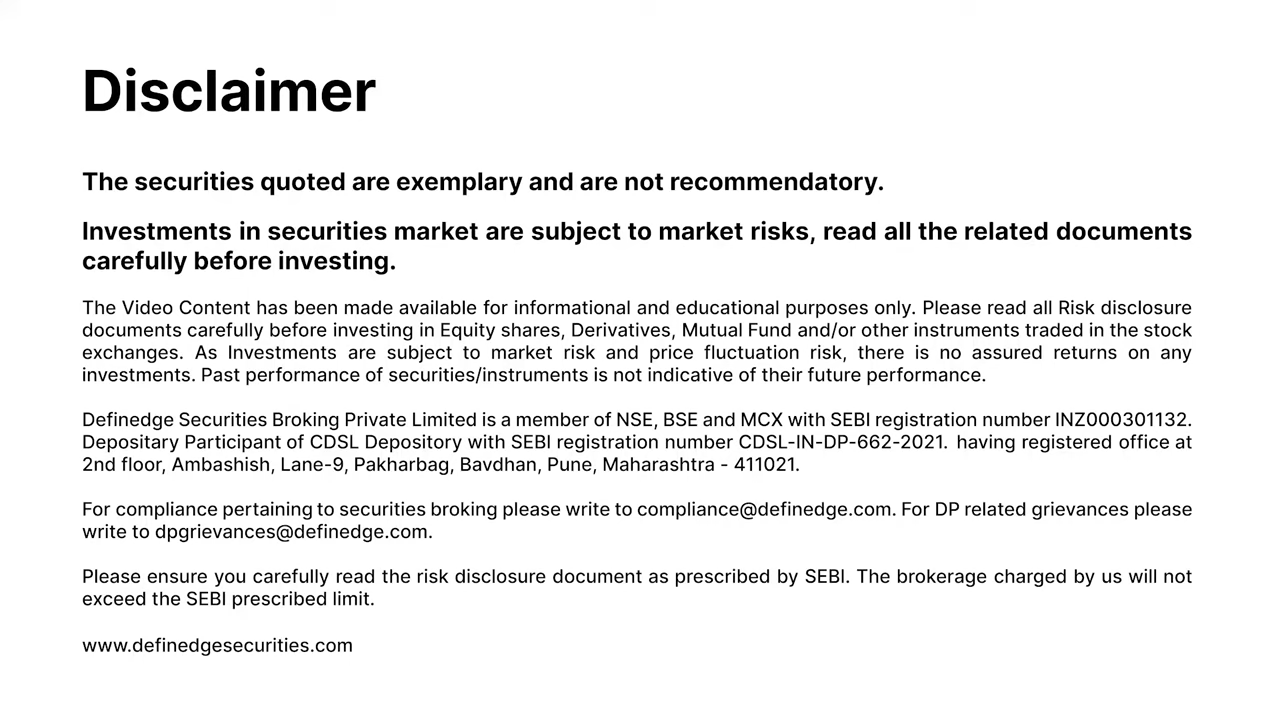 Disclaimer
The securities quoted are exemplary and are not recommendatory.
Investments in securities market are subject to market risks, read all the related documents
carefully before investing.
The Video Content has been made available for informational and educational purposes only. Please read all Risk disclosure
documents carefully before investing in Equity shares, Derivatives, Mutual Fund and/or other instruments traded in the stock
exchanges. As Investments are subject to market risk and price fluctuation risk, there is no assured returns on any
investments. Past performance of securities/instruments is not indicative of their future performance.
Definedge Securities Broking Private Limited is a member of NSE, BSE and MCX with SEBI registration number INZ000301132.
Depositary Participant of CDSL Depository with SEBI registration number CDSL-IN-DP-662-2021. having registered office at
2nd floor, Ambashish, Lane-9, Pakharbag, Bavdhan, Pune, Maharashtra - 411021.
For compliance pertaining to securities broking please write to compliance@definedge.com. For DP related grievances please
write to dpgrievances@definedge.com.
Please ensure you carefully read the risk disclosure document as prescribed by SEBI. The brokerage charged by us will not
exceed the SEBI prescribed limit.
www.definedgesecurities.com